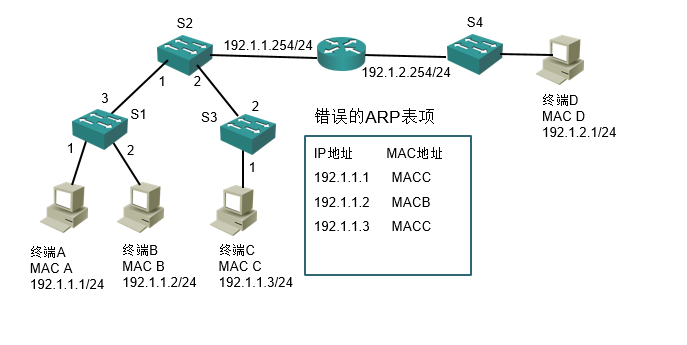 S2
S4
192.1.1.254/24
192.1.2.254/24
1
2
3
S1
1
2
S3
2
1
终端D
MAC D
192.1.2.1/24
错误的ARP表项
IP地址 MAC地址
192.1.1.1 MACC
192.1.1.2 MACB
192.1.1.3 MACC
终端A
MAC A
192.1.1.1/24
终端B
MAC B
192.1.1.2/24
终端C
MAC C
192.1.1.3/24